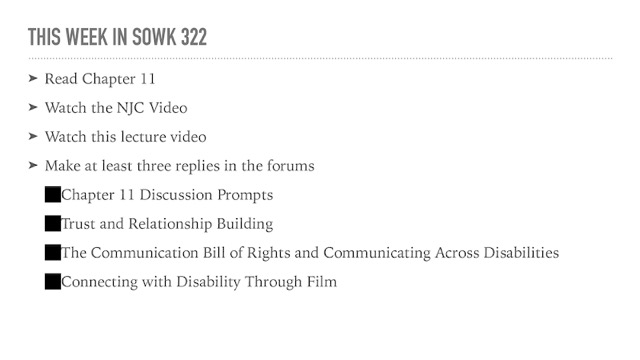 THIS WEEK IN SOWK 322
➤ Read Chapter 11
➤ Watch the NJC Video
➤ Watch this lecture video
➤ Make at least three replies in the forums
Chapter 11 Discussion Prompts
Trust and Relationship Building
The Communication Bill of Rights and Communicating Across Disabilities
Connecting with Disability Through Film